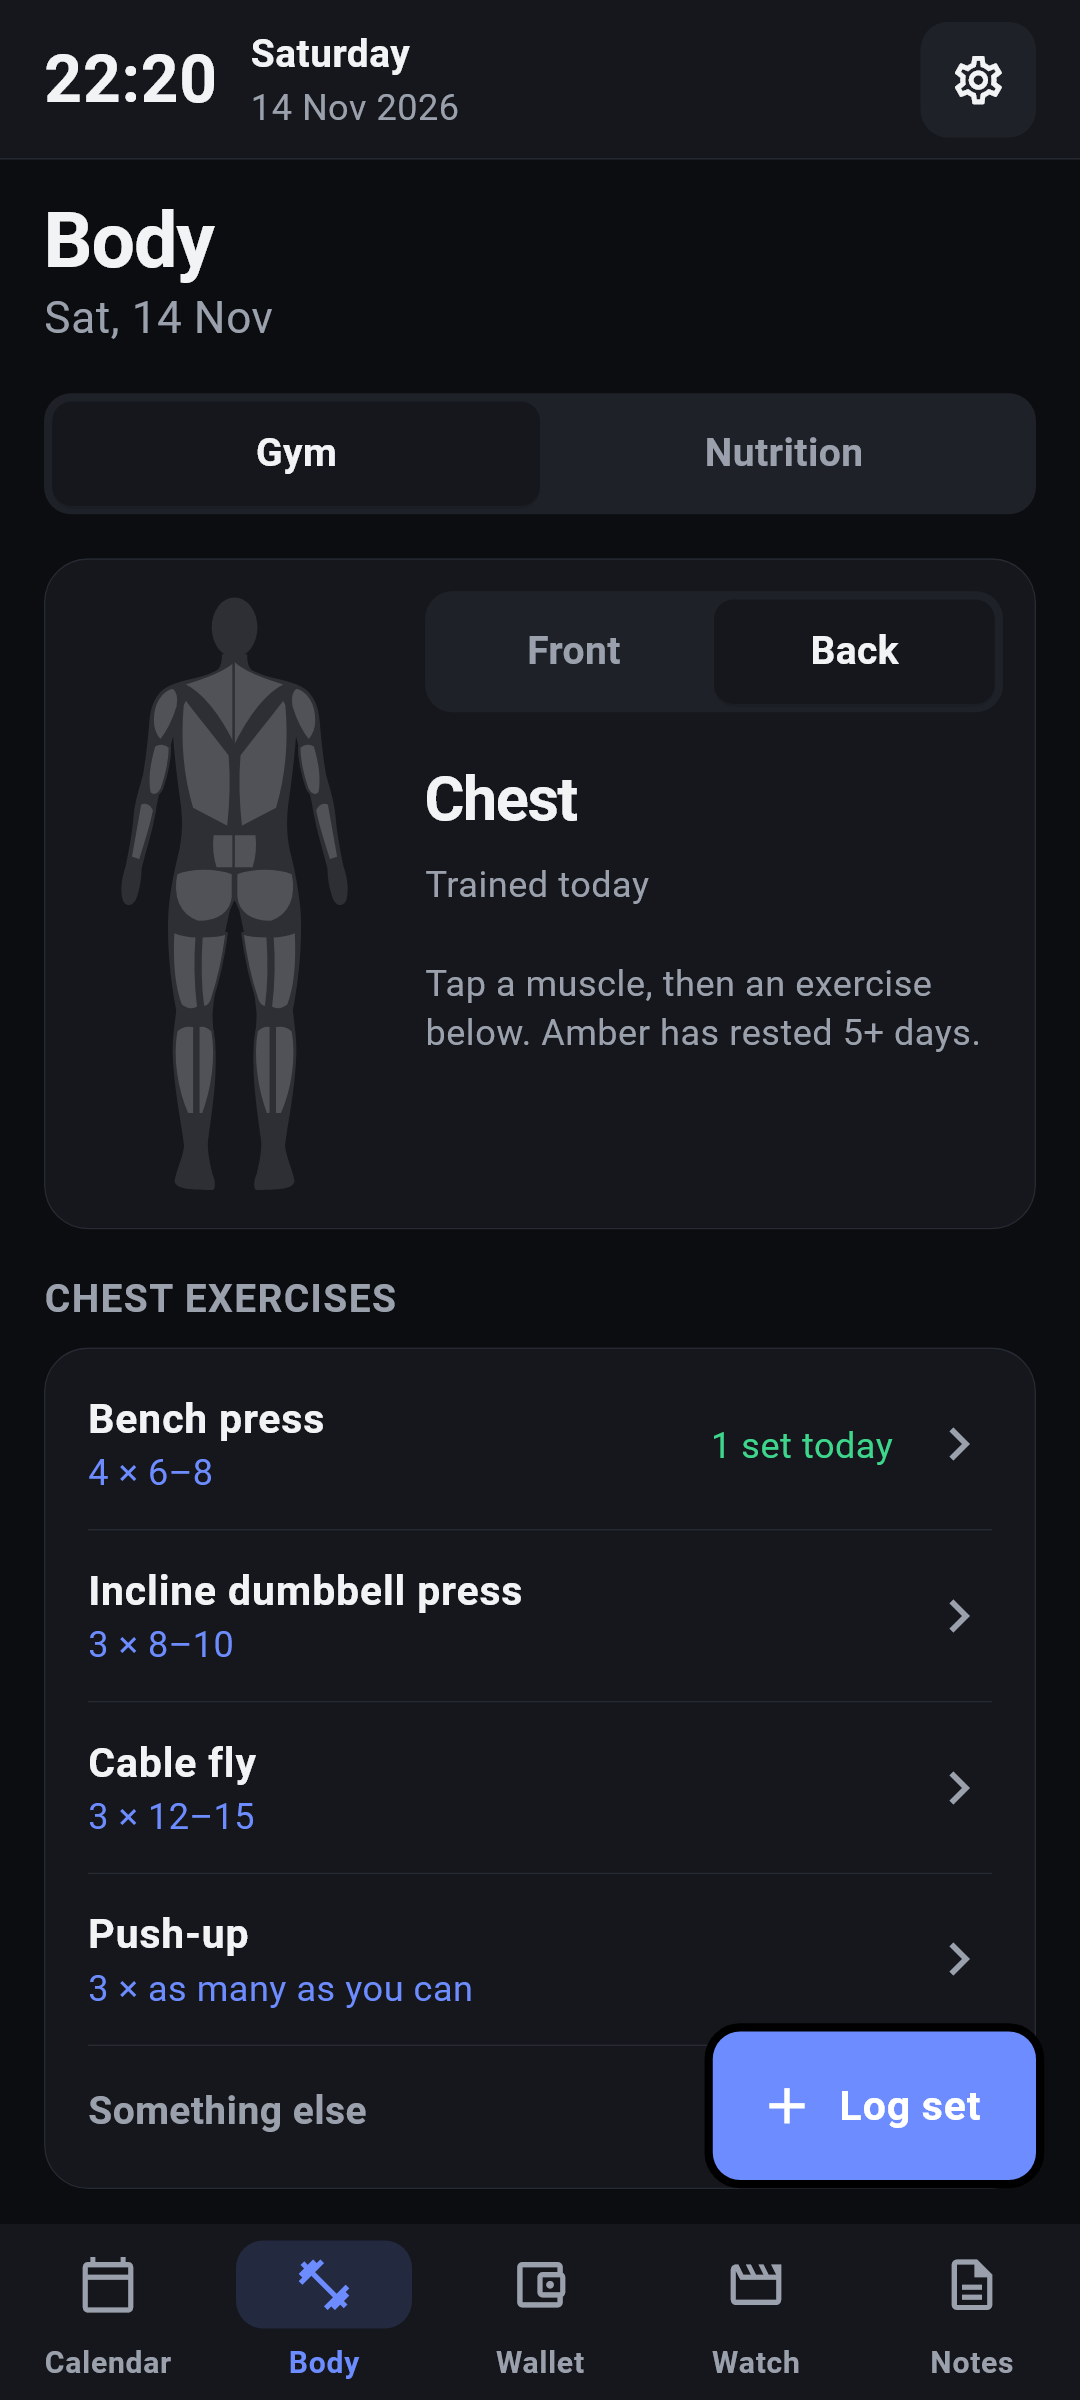 22:20
Saturday
14 Nov 2026
Body
Sat, 14 Nov
Gym
Nutrition
Front
Back
Chest
Trained today
Tap a muscle, then an exercise
below. Amber has rested 5+ days.
CHEST EXERCISES
Bench press
4 × 6–8
1 set today
Incline dumbbell press
3 × 8–10
Cable fly
3 × 12–15
Push-up
3 × as many as you can
Something else
Log set
Calendar
Body
Wallet
Watch
Notes